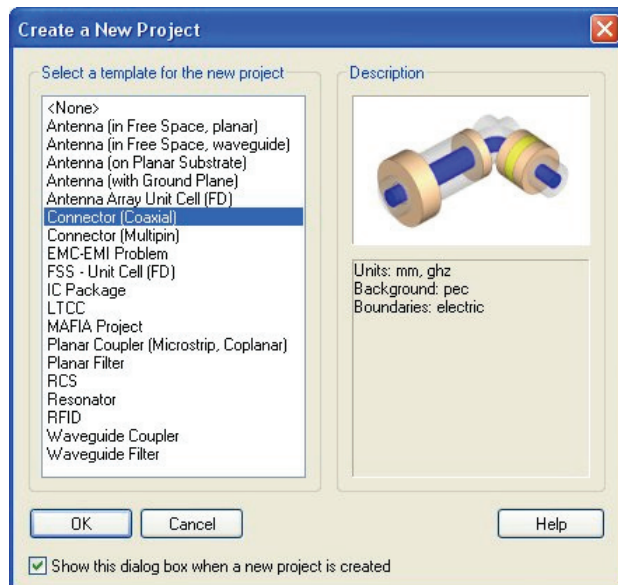 Create a New Project
Select a template for the new project
<None>
Antenna (in Free Space, planar)
Antenna (in Free Space, waveguide)
Antenna (on Planar Substrate)
Antenna (with Ground Plane)
Antenna Array Unit Cell (FD)
Connector (Coaxial)
Connector (Multipin)
EMC-EMI Problem
FSS - Unit Cell (FD)
IC Package
LTCC
MAFIA Project
Planar Coupler (Microstrip, Coplanar)
Planar Filter
RCS
Resonator
RFID
Waveguide Coupler
Waveguide Filter
Description
Units: mm, ghz
Background: pec
Boundaries: electric
OK
Cancel
Help
Show this dialog box when a new project is created